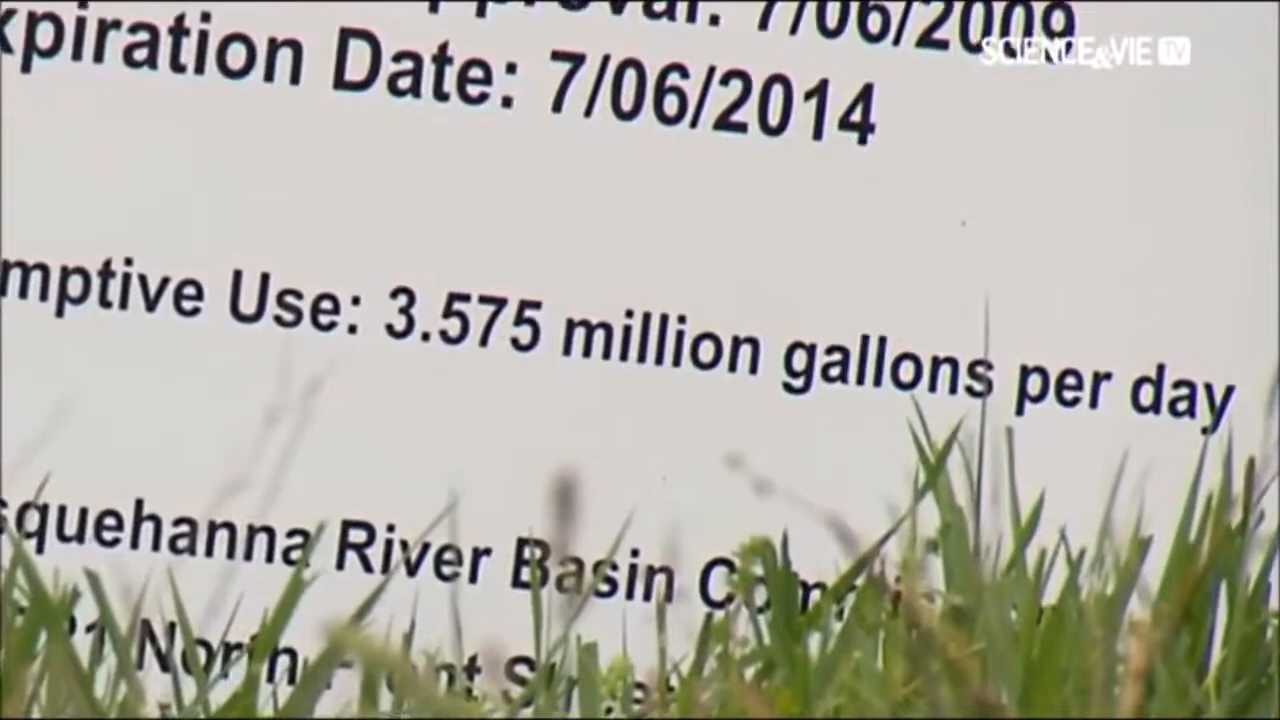 7/06/2009
SCIENCE&VIE TV
xpiration Date: 7/06/2014
mptive Use: 3.575 million gallons per day
squehanna River Basin Com